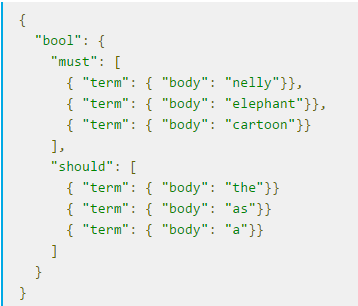 {
  "bool": {
    "must": [
      { "term": { "body": "nelly"}},
      { "term": { "body": "elephant"}},
      { "term": { "body": "cartoon"}}
    ],
    "should": [
      { "term": { "body": "the"}}
      { "term": { "body": "as"}}
      { "term": { "body": "a"}}
    ]
  }
}